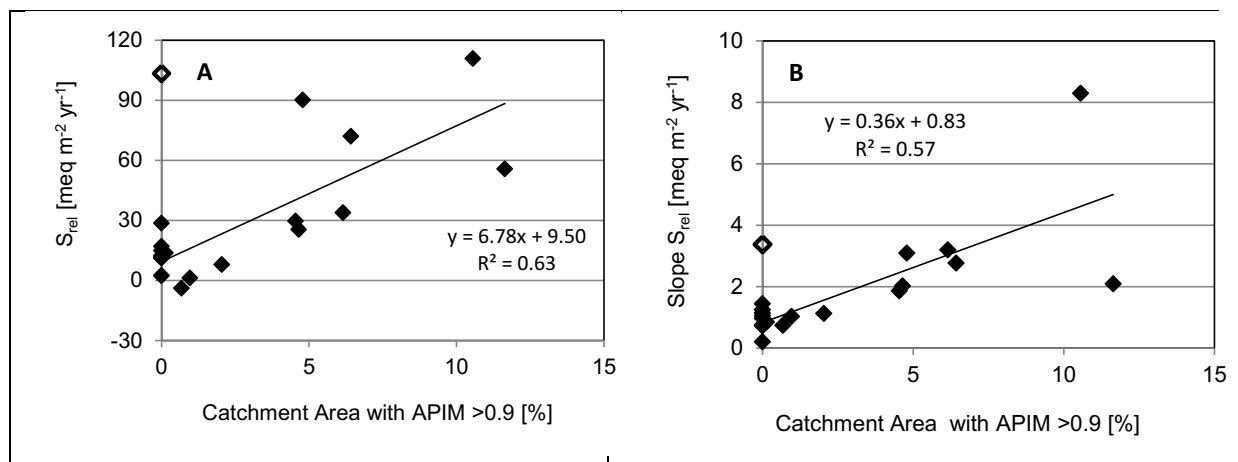 120
90
60
30
0
-30
S_rel [meq m⁻² yr⁻¹]
A
y = 6.78x + 9.50
R² = 0.63
0 5 10 15
Catchment Area with APIM >0.9 [%]
10
8
6
4
2
0
Slope S_rel [meq m⁻² yr⁻¹]
B
y = 0.36x + 0.83
R² = 0.57
0 5 10 15
Catchment Area with APIM >0.9 [%]